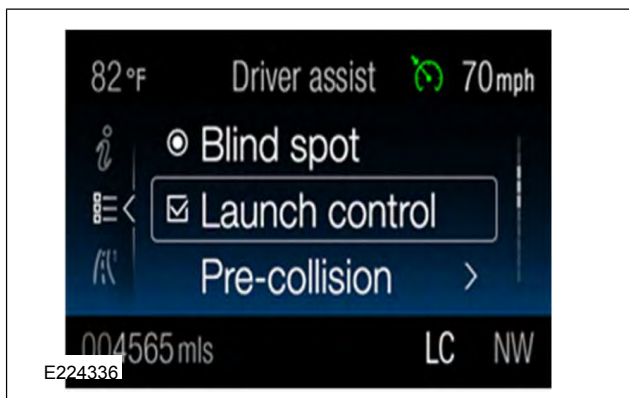 82°F Driver assist 70mph
Blind spot
Launch control
Pre-collision >
004565 mls LC NW
E224336